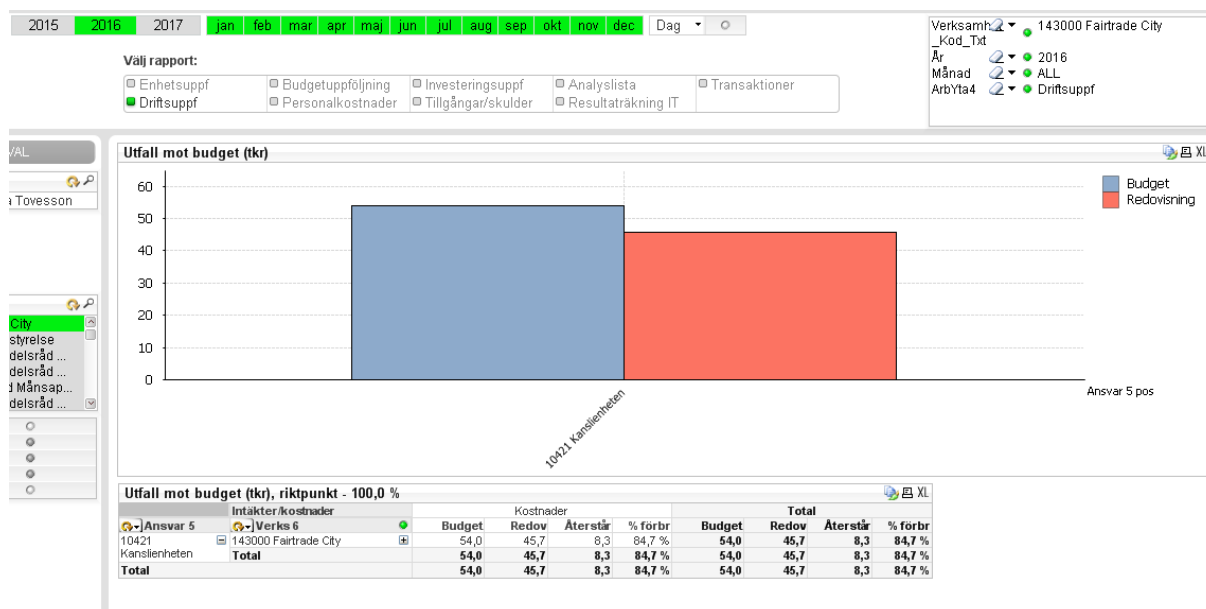 2015 2016 2017 jan feb mar apr maj jun jul aug sep okt nov dec Dag
Verksamh
_Kod_Txt
143000 Fairtrade City
År 2016
Månad ALL
ArbYta4 Driftsuppf
Välj rapport:
Enhetsuppf Budgetuppföljning Investeringsuppf Analyslista Transaktioner
Driftsuppf Personalkostnader Tillgångar/skulder Resultaträkning IT
VAL
Tovesson
City
styrelse
delsråd ...
delsråd ...
d Månsap...
delsråd ...
Utfall mot budget (tkr) XL
60
50
40
30
20
10
0
Budget
Redovisning
10421 Kanslienheten
Ansvar 5 pos
Utfall mot budget (tkr), riktpunkt - 100,0 % XL
Intäkter/kostnader Kostnader Total
Ansvar 5 Verks 6 Budget Redov Återstår % förbr Budget Redov Återstår % förbr
10421 Kanslienheten 143000 Fairtrade City 54,0 45,7 8,3 84,7 % 54,0 45,7 8,3 84,7 %
Total 54,0 45,7 8,3 84,7 % 54,0 45,7 8,3 84,7 %
Total 54,0 45,7 8,3 84,7 % 54,0 45,7 8,3 84,7 %